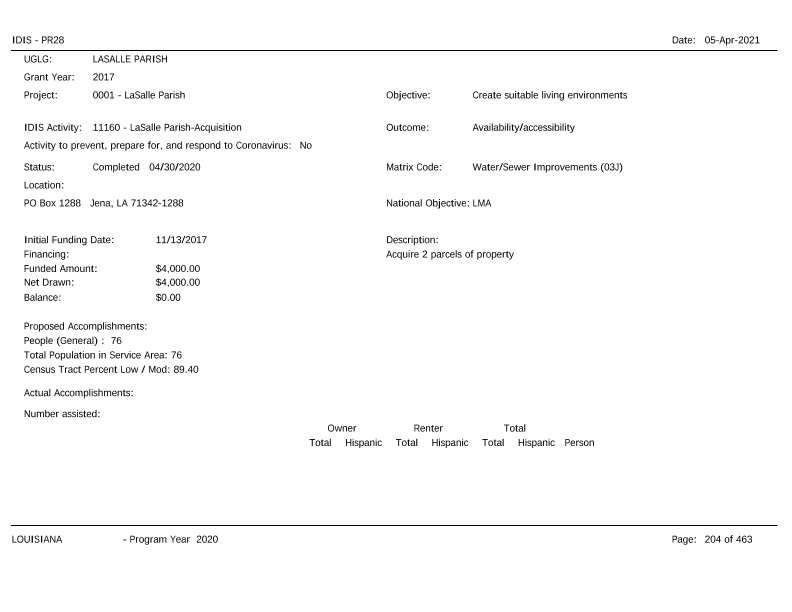 IDIS - PR28 Date: 05-Apr-2021
UGLG: LASALLE PARISH
Grant Year: 2017
Project: 0001 - LaSalle Parish Objective: Create suitable living environments
IDIS Activity: 11160 - LaSalle Parish-Acquisition Outcome: Availability/accessibility
Activity to prevent, prepare for, and respond to Coronavirus: No
Status: Completed 04/30/2020 Matrix Code: Water/Sewer Improvements (03J)
Location:
PO Box 1288 Jena, LA 71342-1288 National Objective: LMA
Initial Funding Date: 11/13/2017 Description:
Financing: Acquire 2 parcels of property
Funded Amount: $4,000.00
Net Drawn: $4,000.00
Balance: $0.00
Proposed Accomplishments:
People (General) : 76
Total Population in Service Area: 76
Census Tract Percent Low / Mod: 89.40
Actual Accomplishments:
Number assisted:
Owner Renter Total
Total Hispanic Total Hispanic Total Hispanic Person
LOUISIANA - Program Year 2020 Page: 204 of 463